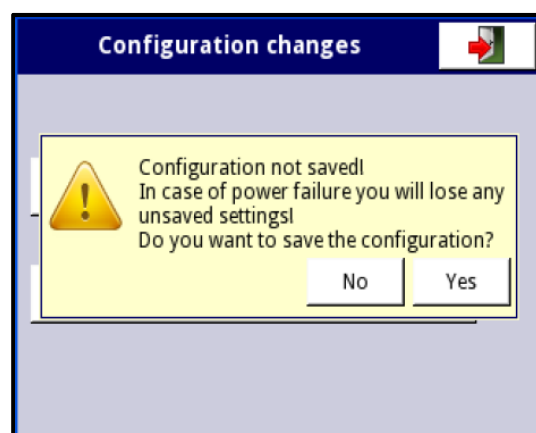 Configuration changes
Configuration not saved!
In case of power failure you will lose any
unsaved settings!
Do you want to save the configuration?
No
Yes